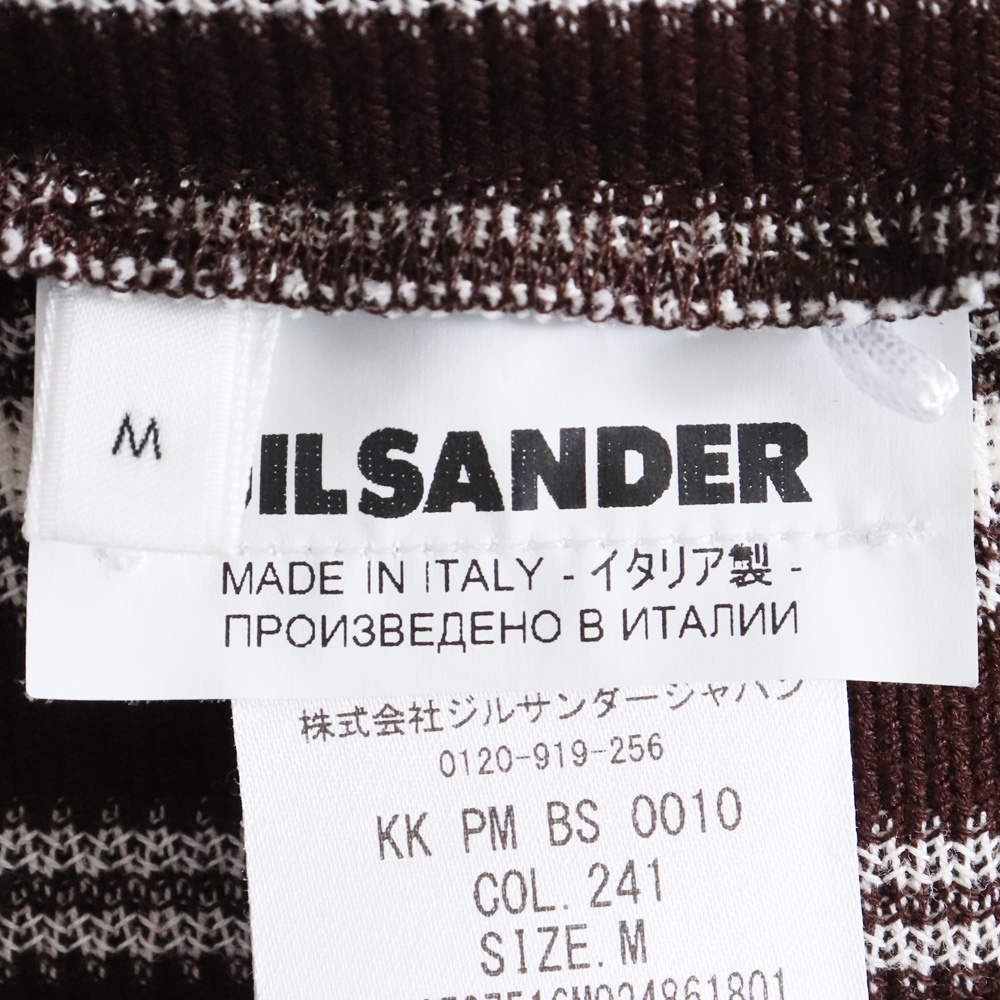 M
JILSANDER
MADE IN ITALY - イタリア製 -
ПРОИЗВЕДЕНО В ИТАЛИИ
株式会社ジルサンダージャパン
0120-919-256
KK PM BS 0010
COL. 241
SIZE. M